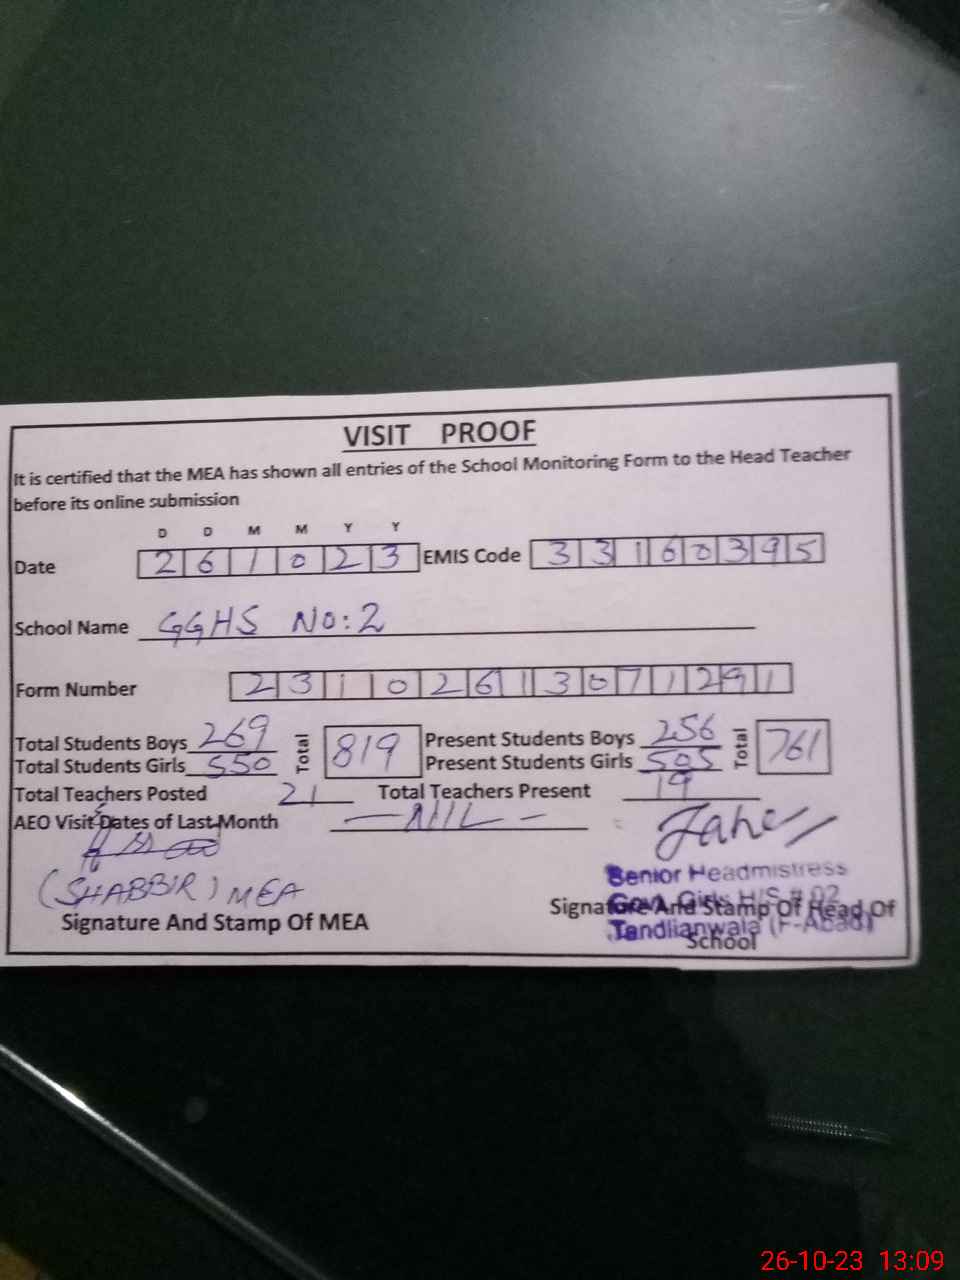 VISIT PROOF
It is certified that the MEA has shown all entries of the School Monitoring Form to the Head Teacher
before its online submission
D D M M Y Y
Date 2 6 1 0 2 3 EMIS Code 3 3 1 6 0 3 9 5
School Name GGHS No:2
Form Number 2 3 1 0 2 6 1 3 0 7 1 2 9 1
Total Students Boys 269 Total 819 Present Students Boys 256 Total 761
Total Students Girls 550 Present Students Girls 505
Total Teachers Posted 21 Total Teachers Present 19
AEO Visit Dates of Last Month — NIL —
(SHABBIR) MEA
Signature And Stamp Of MEA
Senior Headmistress
Govt. Girls H/S # 02
Tandlianwala (F-Abad)
Signature And Stamp Of Head Of
School
26-10-23 13:09